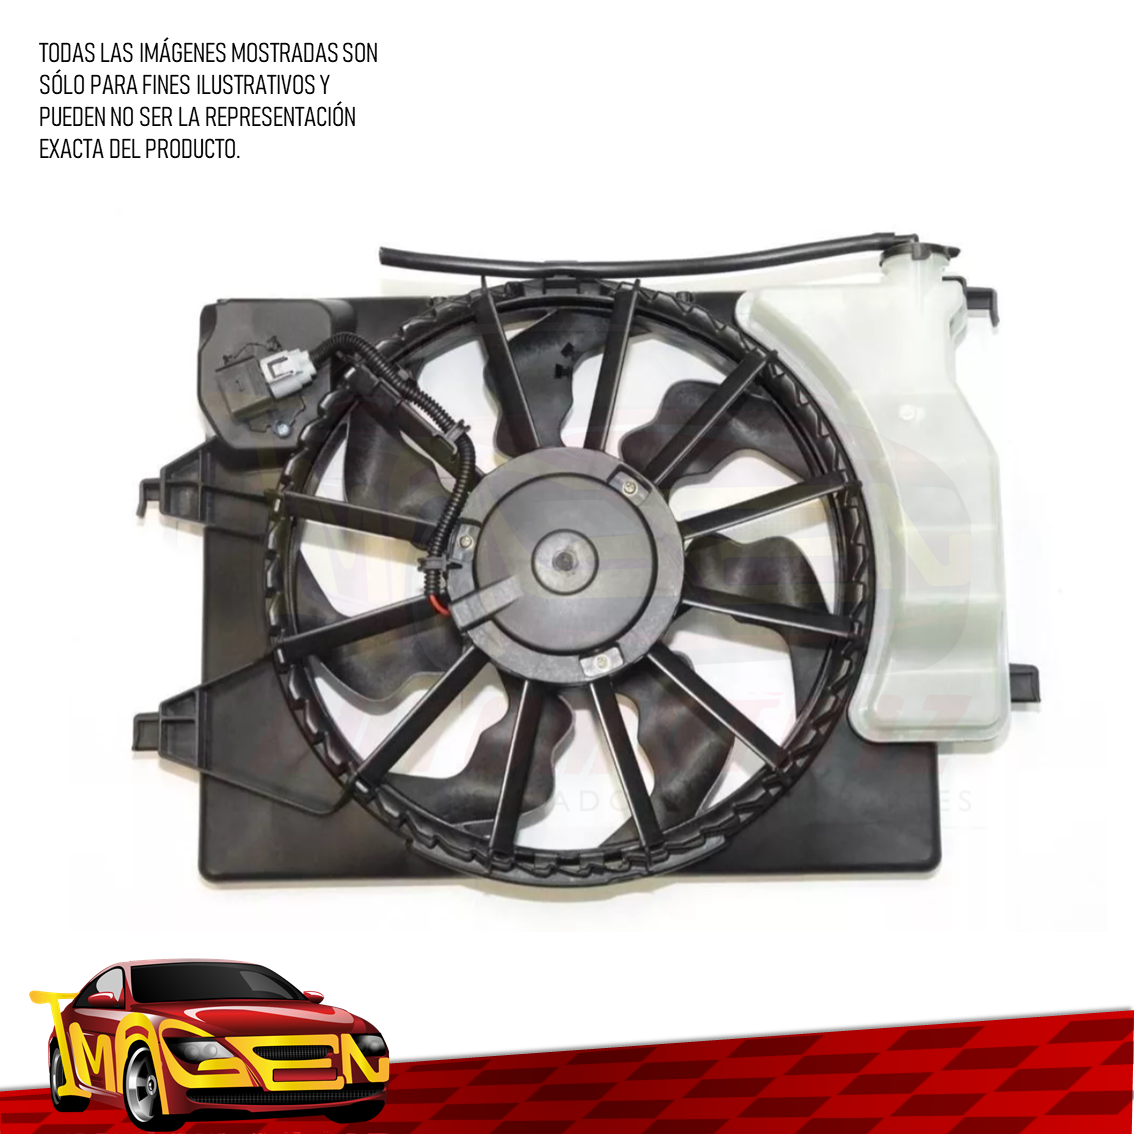 TODAS LAS IMÁGENES MOSTRADAS SON
SÓLO PARA FINES ILUSTRATIVOS Y
PUEDEN NO SER LA REPRESENTACIÓN
EXACTA DEL PRODUCTO.
IMAGEN